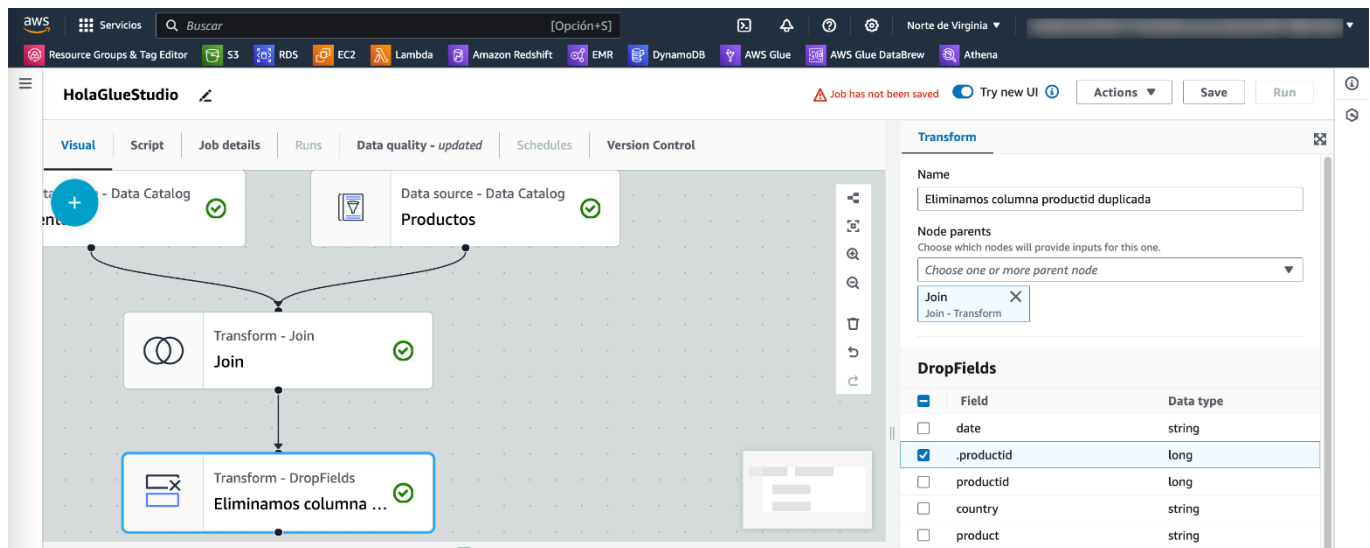 aws
Servicios
Buscar
[Opción+S]
Norte de Virginia
Resource Groups & Tag Editor
S3
RDS
EC2
Lambda
Amazon Redshift
EMR
DynamoDB
AWS Glue
AWS Glue DataBrew
Athena
HolaGlueStudio
Job has not been saved
Try new UI
Actions
Save
Run
Visual
Script
Job details
Runs
Data quality - updated
Schedules
Version Control
- Data Catalog
Data source - Data Catalog
Productos
Transform - Join
Join
Transform - DropFields
Eliminamos columna ...
Transform
Name
Eliminamos columna productid duplicada
Node parents
Choose which nodes will provide inputs for this one.
Choose one or more parent node
Join
Join - Transform
DropFields
Field Data type
date string
.productid long
productid long
country string
product string